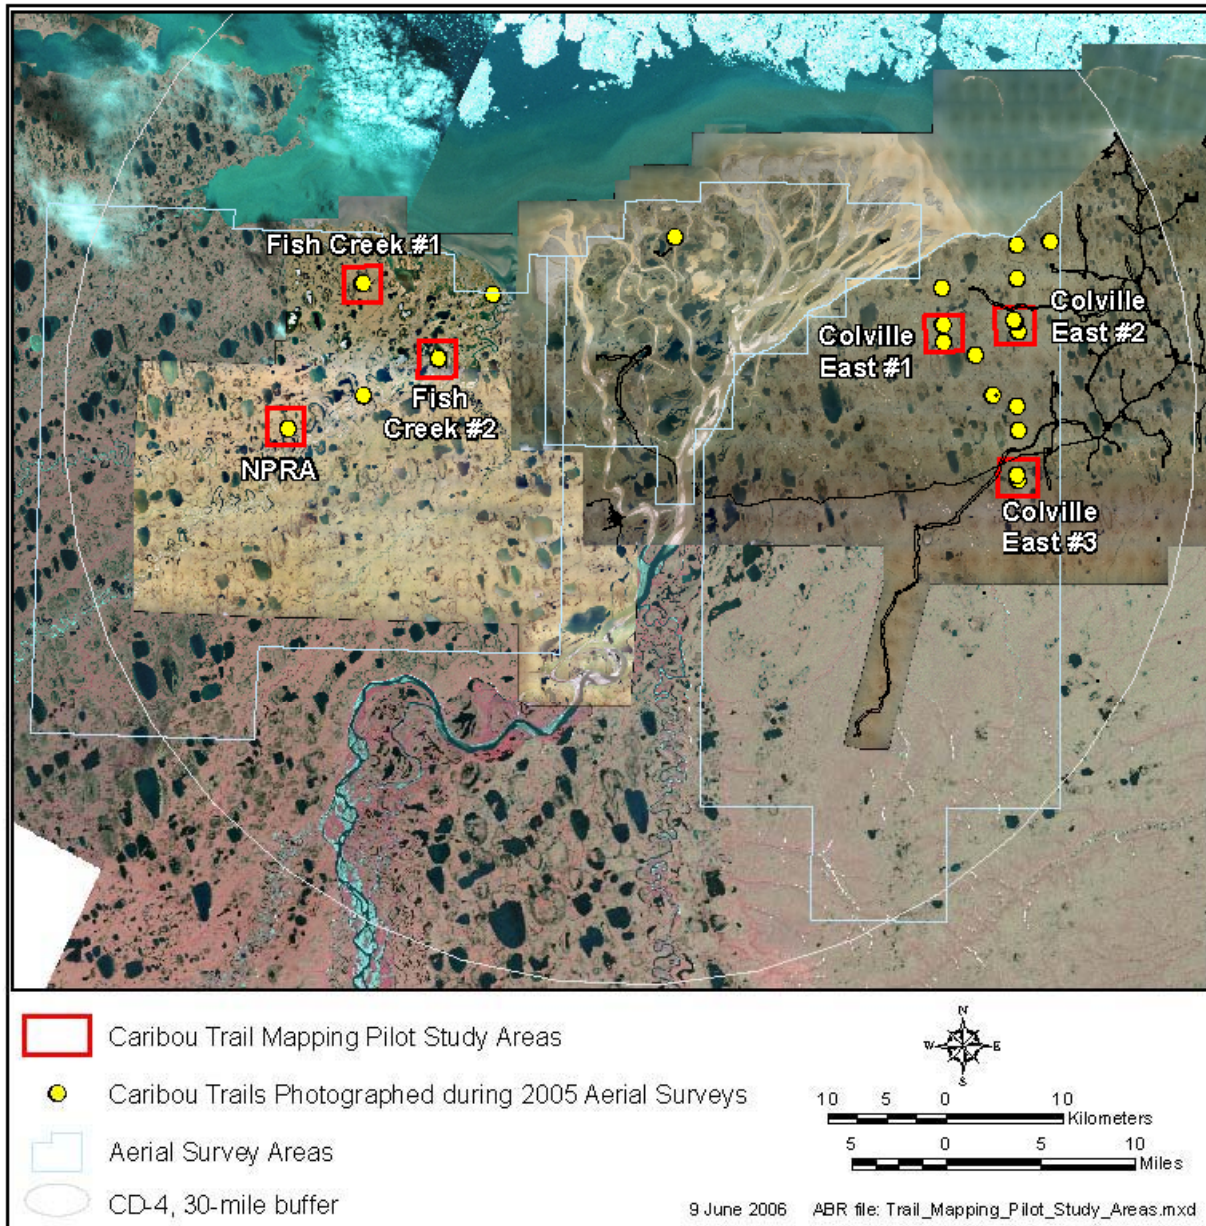 Fish Creek #1
Colville
East #2
Colville
East #1
Fish
Creek #2
NPRA
Colville
East #3
Caribou Trail Mapping Pilot Study Areas
Caribou Trails Photographed during 2005 Aerial Surveys
Aerial Survey Areas
CD-4, 30-mile buffer
N
W E
S
10 5 0 10
Kilometers
5 0 5 10
Miles
9 June 2006 ABR file: Trail_Mapping_Pilot_Study_Areas.mxd